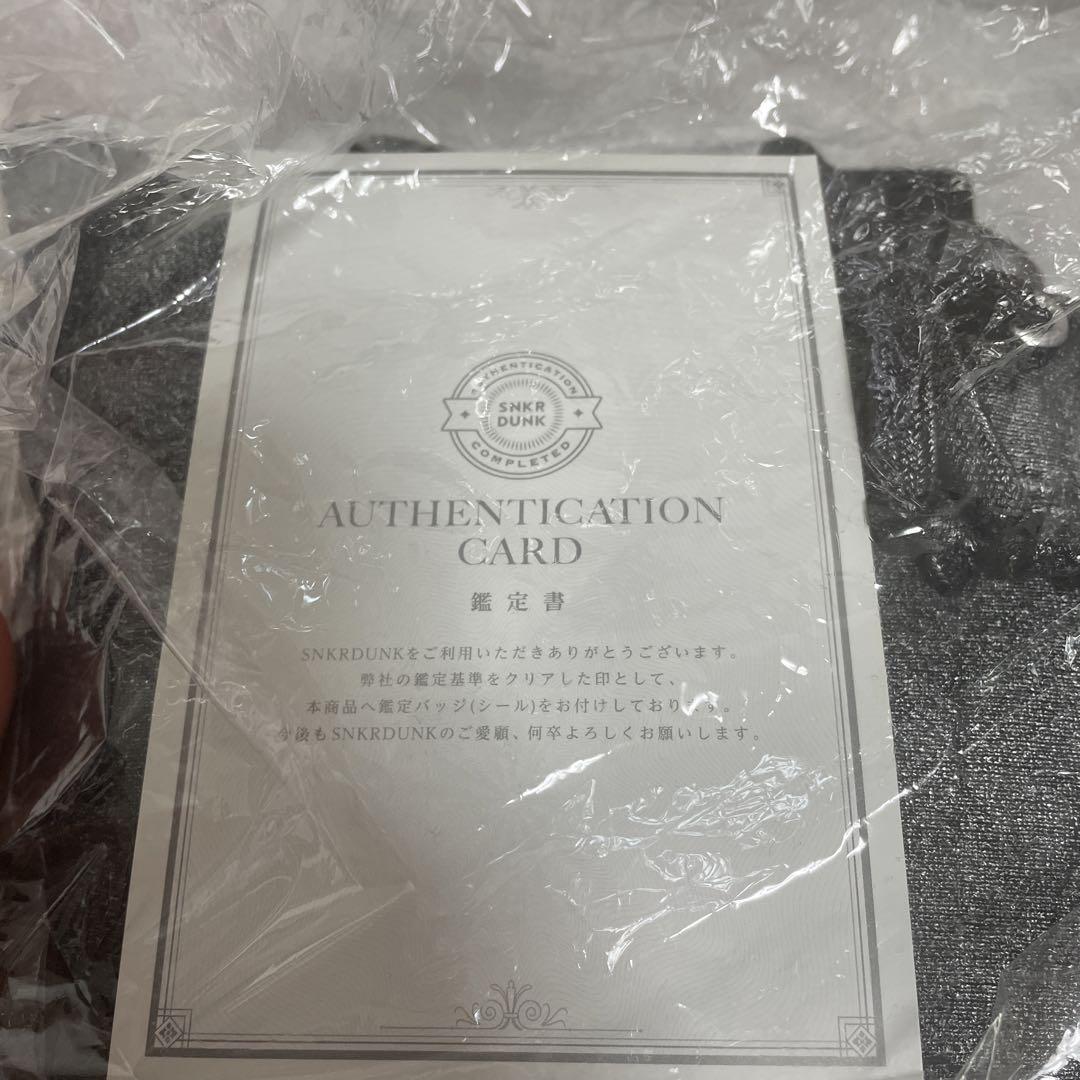 AUTHENTICATION
SNKR
DUNK
COMPLETED
AUTHENTICATION
CARD
鑑定書
SNKRDUNKをご利用いただきありがとうございます。
弊社の鑑定基準をクリアした印として、
本商品へ鑑定バッジ(シール)をお付けしております。
今後もSNKRDUNKのご愛顧、何卒よろしくお願いします。